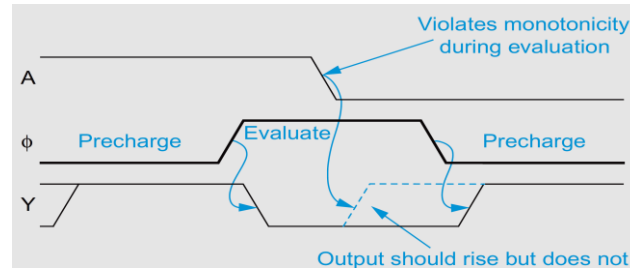 Violates monotonicity
during evaluation
A
ϕ
Precharge
Evaluate
Precharge
Y
Output should rise but does not